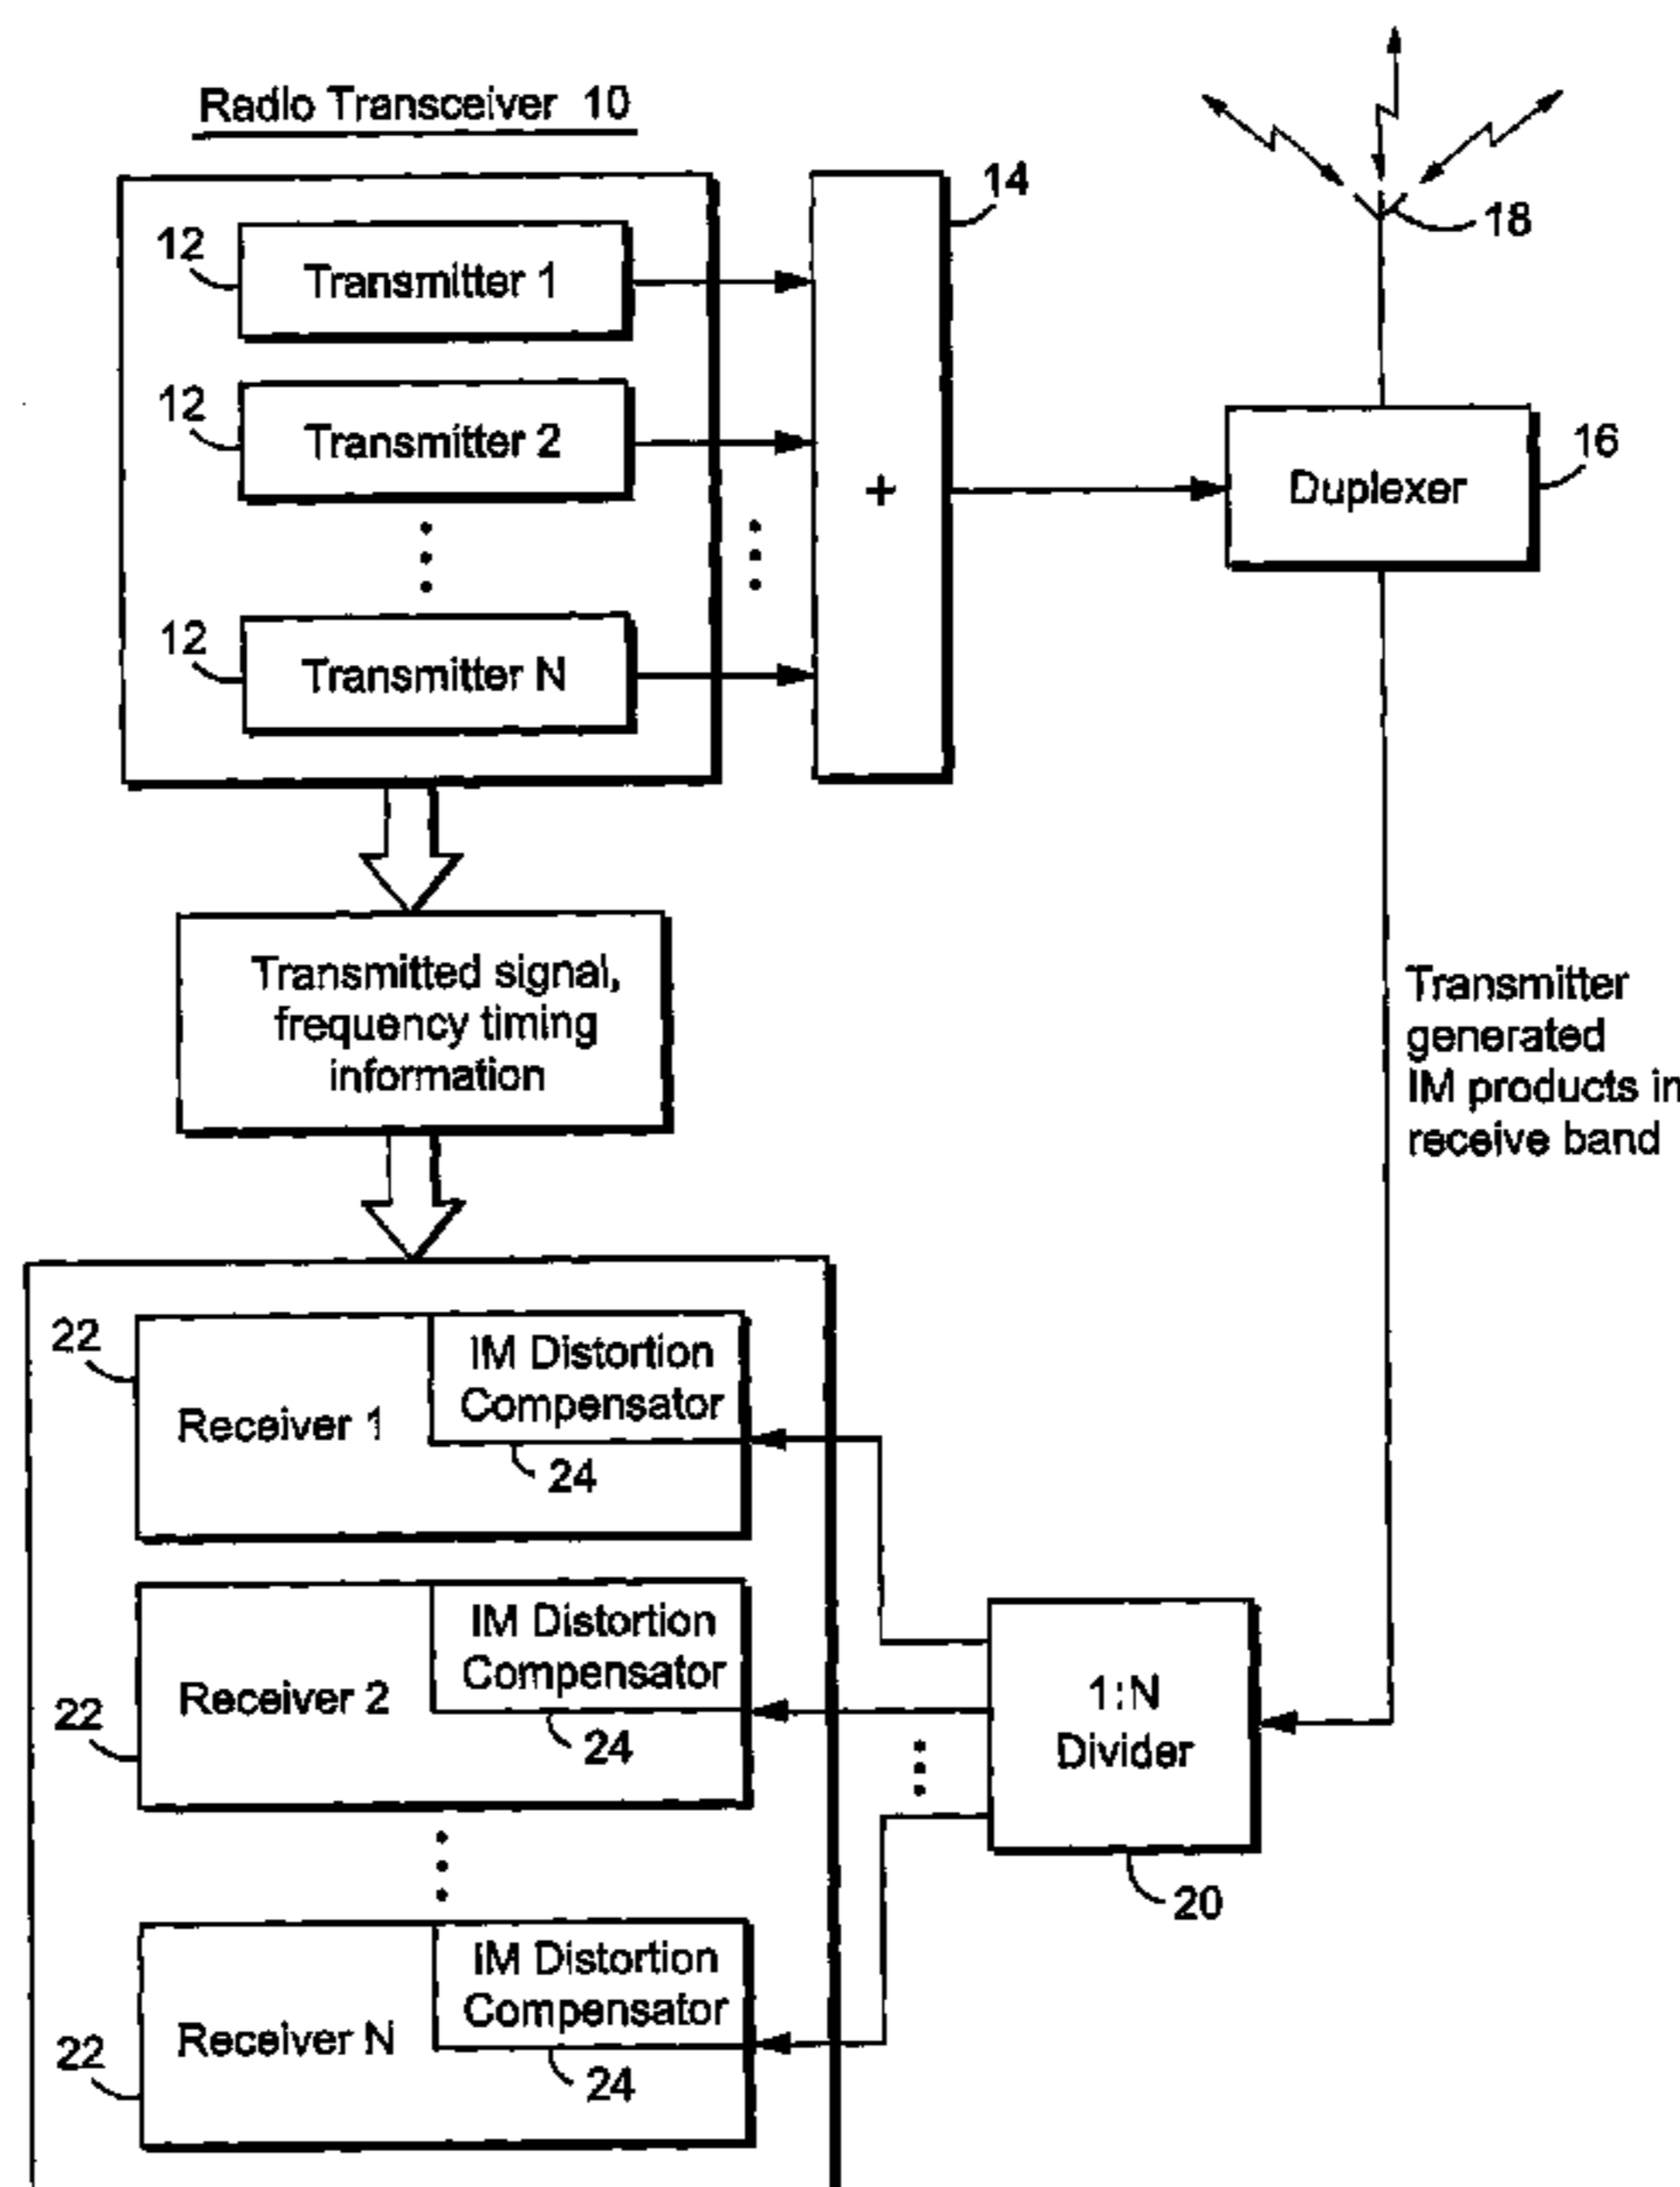 Radio Transceiver 10
12
Transmitter 1
12
Transmitter 2
12
Transmitter N
14
+
18
Duplexer
16
Transmitted signal,
frequency timing
information
Transmitter
generated
IM products in
receive band
22
Receiver 1
IM Distortion
Compensator
24
22
Receiver 2
IM Distortion
Compensator
24
22
Receiver N
IM Distortion
Compensator
24
1:N
Divider
20